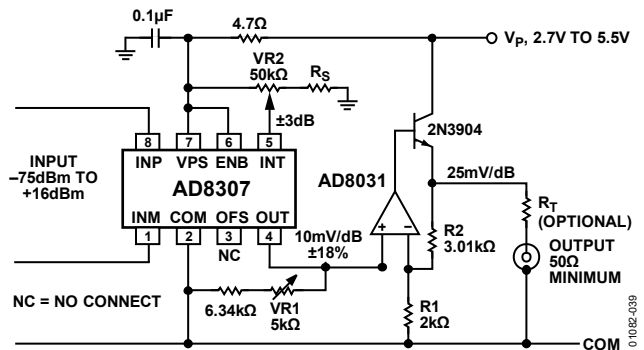 0.1µF
4.7Ω
V_P, 2.7V TO 5.5V
VR2
50kΩ
R_S
±3dB
2N3904
8 7 6 5
INP VPS ENB INT
INPUT
–75dBm TO
+16dBm
AD8307
INM COM OFS OUT
1 2 3 4
NC
AD8031
25mV/dB
10mV/dB
±18%
+ –
R2
3.01kΩ
R_T
(OPTIONAL)
OUTPUT
50Ω
MINIMUM
NC = NO CONNECT
6.34kΩ
VR1
5kΩ
R1
2kΩ
COM
01082-039